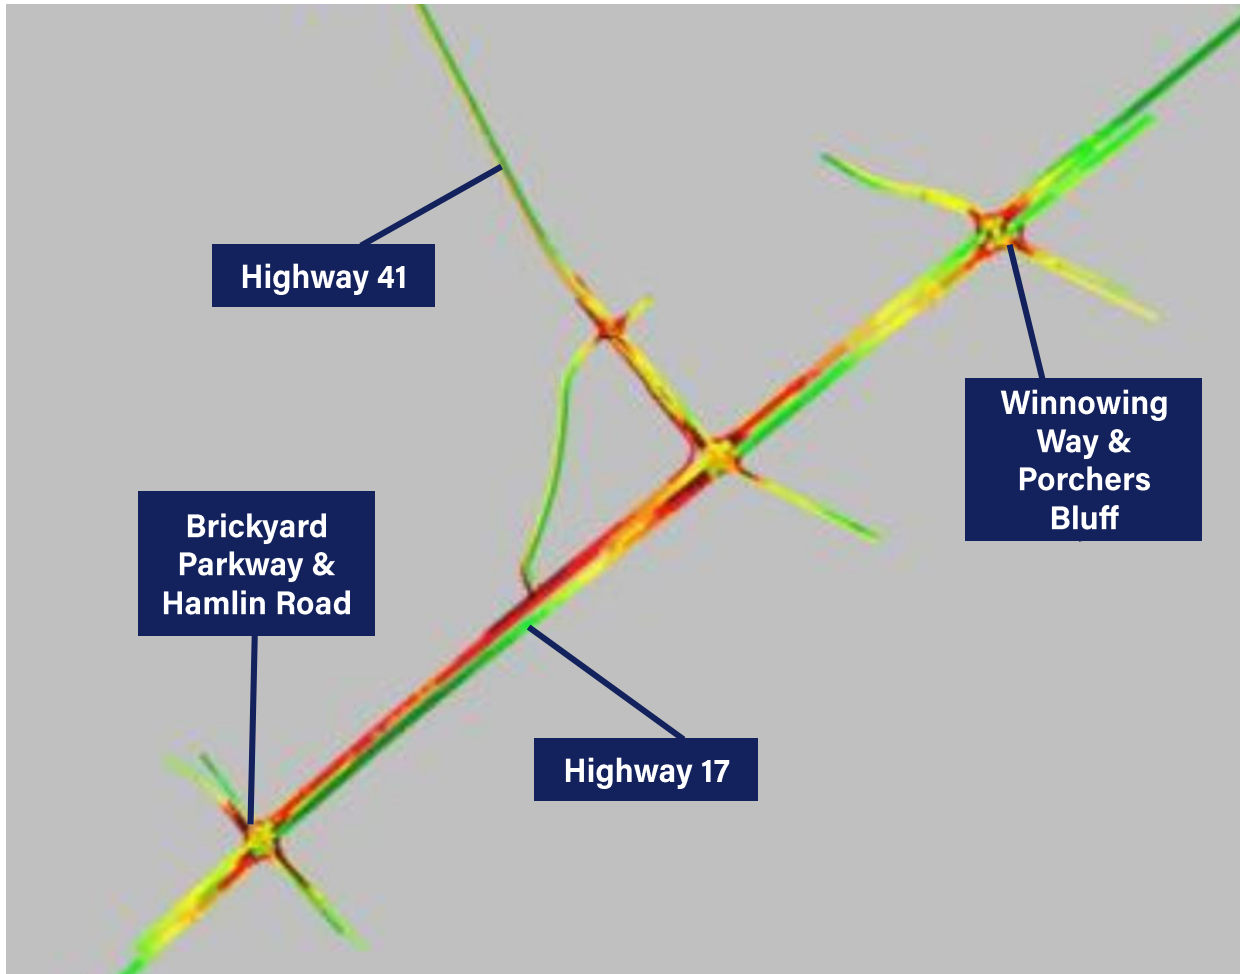 Highway 41
Winnowing
Way &
Porchers
Bluff
Brickyard
Parkway &
Hamlin Road
Highway 17